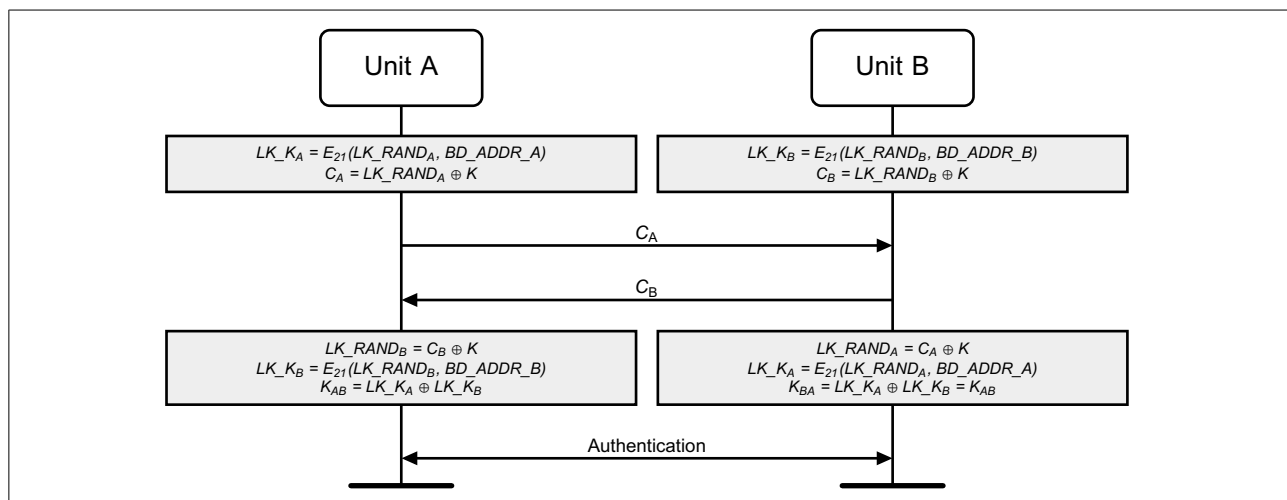 Unit A
Unit B
LK_K_A = E_21(LK_RAND_A, BD_ADDR_A)
C_A = LK_RAND_A ⊕ K
LK_K_B = E_21(LK_RAND_B, BD_ADDR_B)
C_B = LK_RAND_B ⊕ K
C_A
C_B
LK_RAND_B = C_B ⊕ K
LK_K_B = E_21(LK_RAND_B, BD_ADDR_B)
K_AB = LK_K_A ⊕ LK_K_B
LK_RAND_A = C_A ⊕ K
LK_K_A = E_21(LK_RAND_A, BD_ADDR_A)
K_BA = LK_K_A ⊕ LK_K_B = K_AB
Authentication